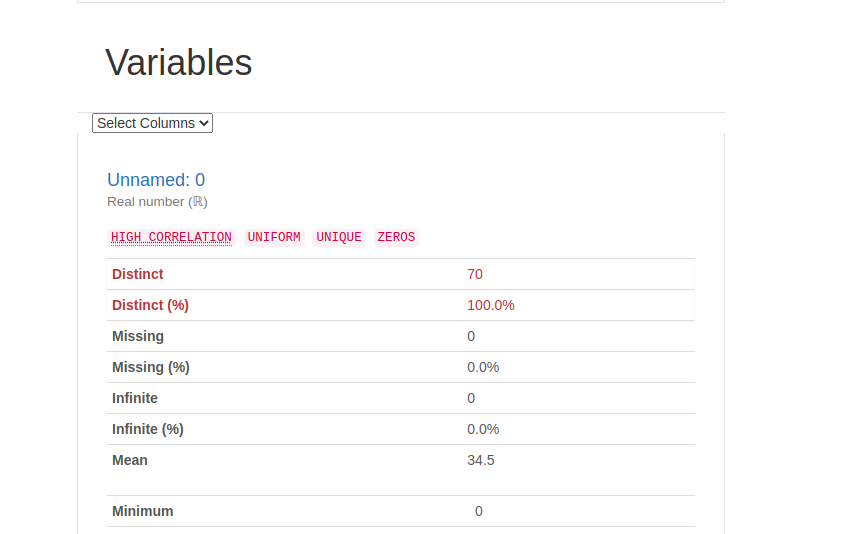 Variables
Select Columns
Unnamed: 0
Real number (ℝ)
HIGH CORRELATION UNIFORM UNIQUE ZEROS
Distinct 70
Distinct (%) 100.0%
Missing 0
Missing (%) 0.0%
Infinite 0
Infinite (%) 0.0%
Mean 34.5
Minimum 0